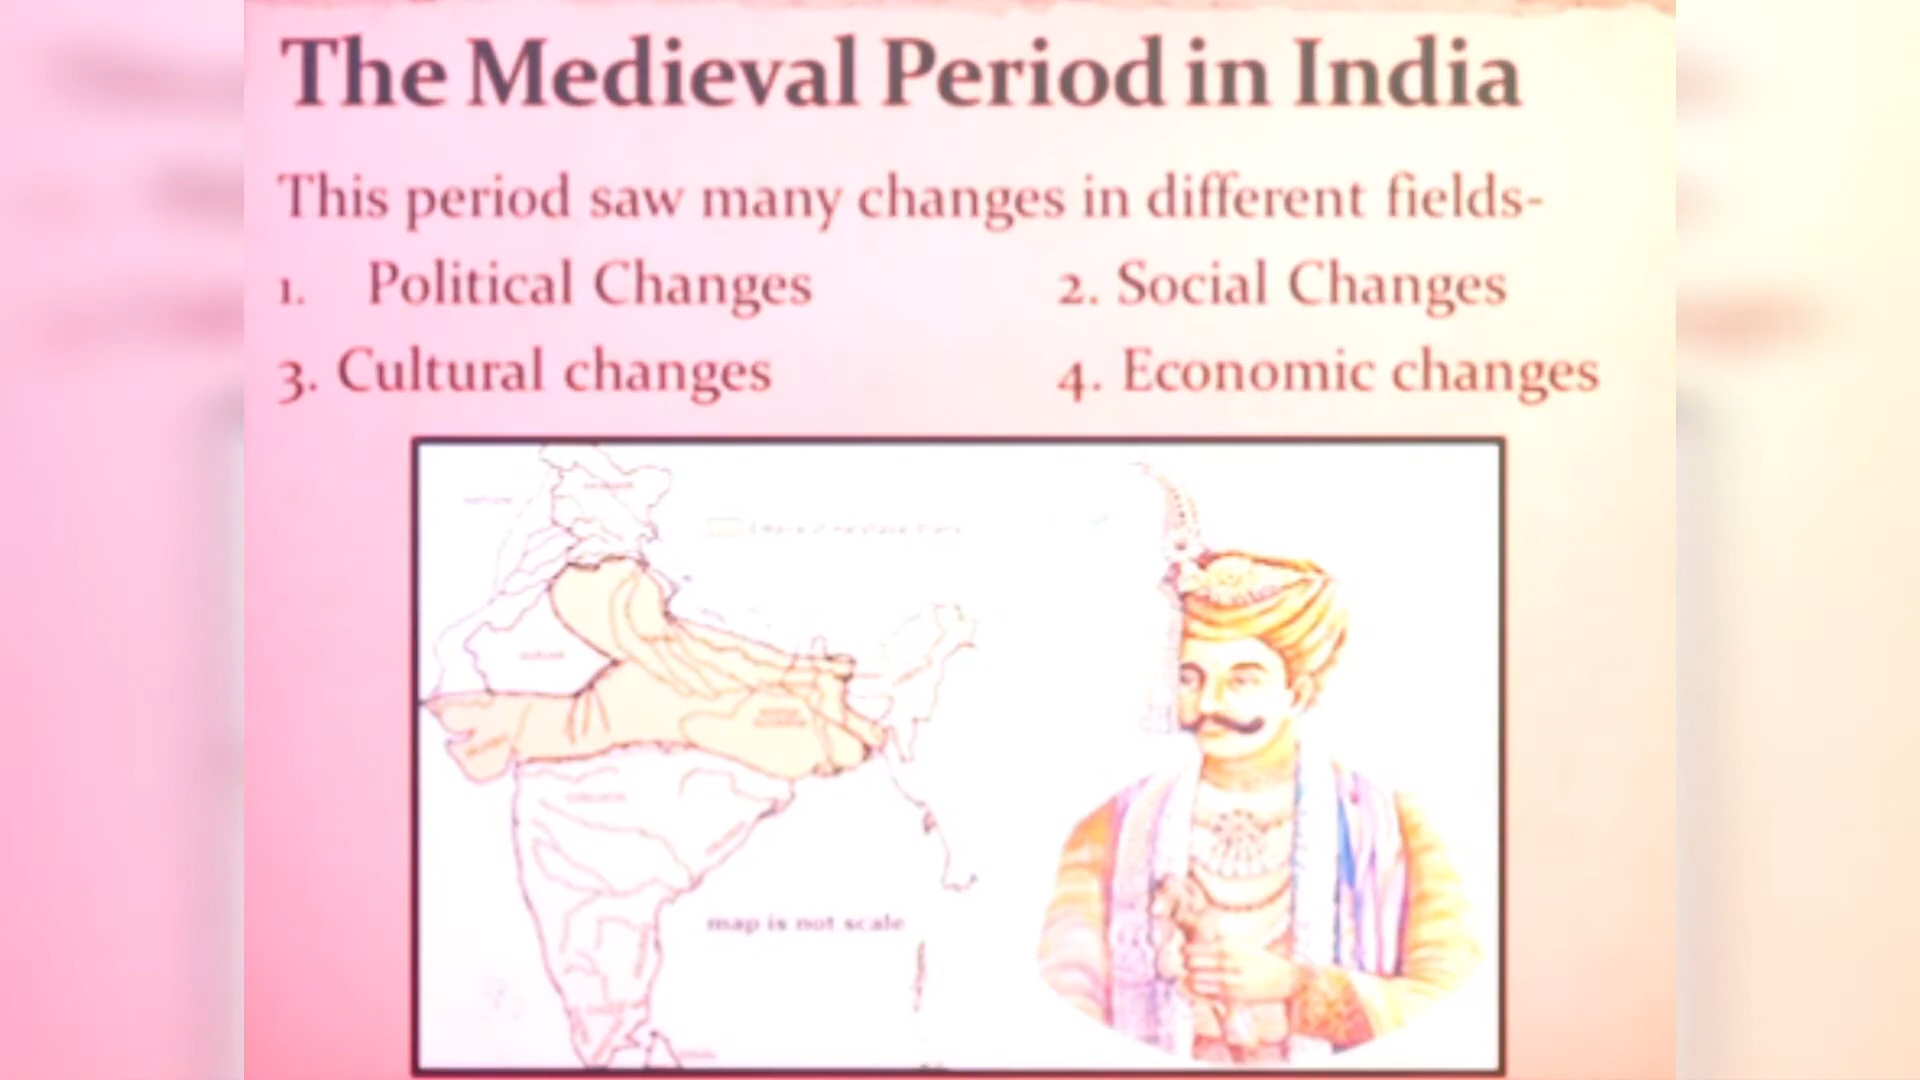 The Medieval Period in India
This period saw many changes in different fields-
1. Political Changes 2. Social Changes
3. Cultural changes 4. Economic changes
map is not scale